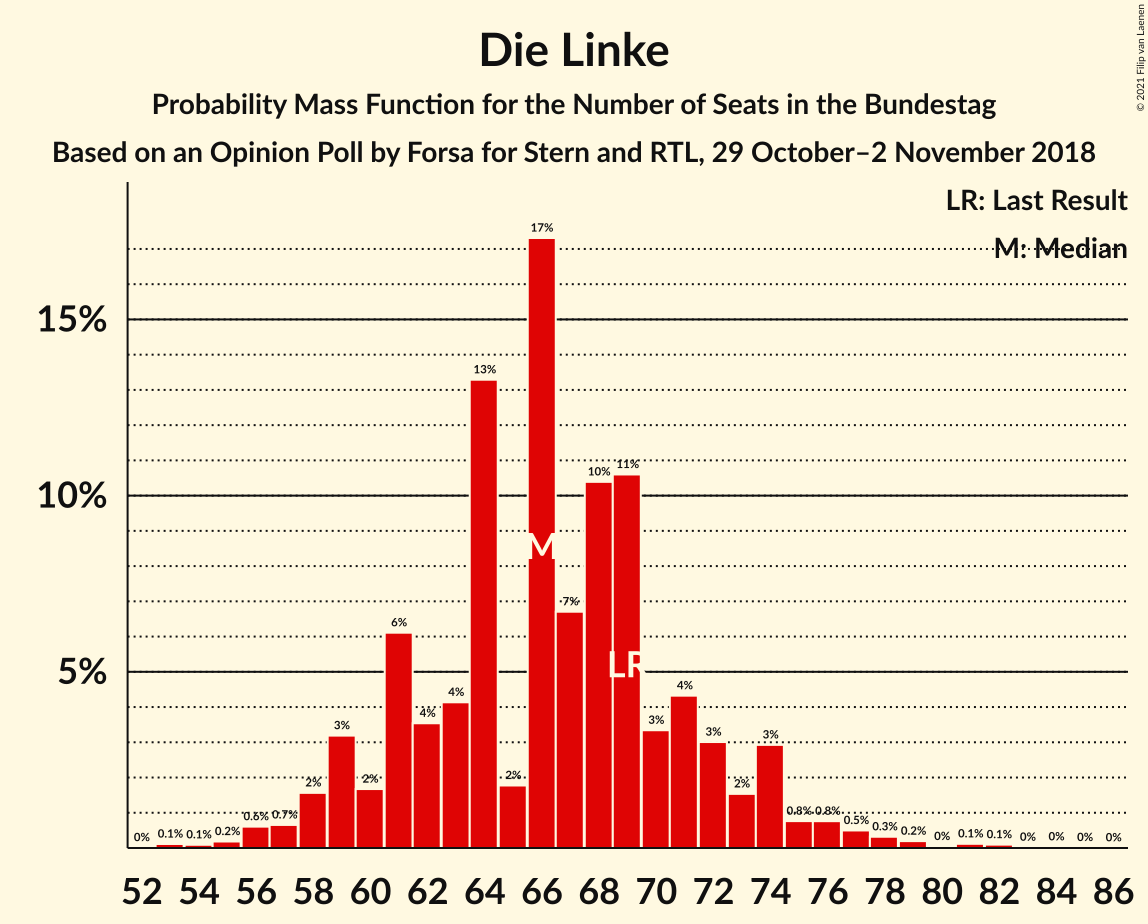 Die Linke
Probability Mass Function for the Number of Seats in the Bundestag
Based on an Opinion Poll by Forsa for Stern and RTL, 29 October–2 November 2018
© 2021 Filip van Laenen
LR: Last Result
M: Median
15%
10%
5%
0% 0.1% 0.1% 0.2% 0.6% 0.7% 2% 3% 2% 6% 4% 4% 13% 2% 17% 7% 10% 11% 3% 4% 3% 2% 3% 0.8% 0.8% 0.5% 0.3% 0.2% 0% 0.1% 0.1% 0% 0% 0% 0%
M
LR
52 54 56 58 60 62 64 66 68 70 72 74 76 78 80 82 84 86